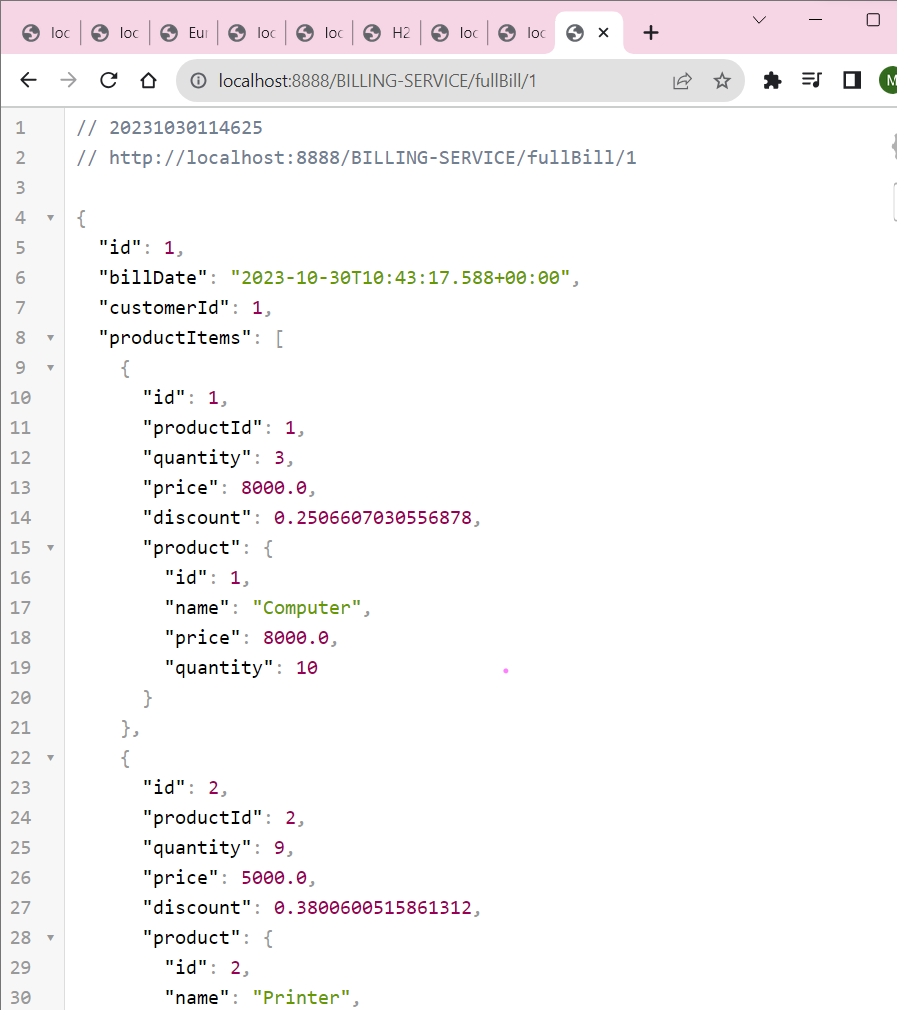 loc
loc
Eur
loc
loc
H2
loc
loc
localhost:8888/BILLING-SERVICE/fullBill/1
M
1 // 20231030114625
2 // http://localhost:8888/BILLING-SERVICE/fullBill/1
3
4 {
5 "id": 1,
6 "billDate": "2023-10-30T10:43:17.588+00:00",
7 "customerId": 1,
8 "productItems": [
9 {
10 "id": 1,
11 "productId": 1,
12 "quantity": 3,
13 "price": 8000.0,
14 "discount": 0.2506607030556878,
15 "product": {
16 "id": 1,
17 "name": "Computer",
18 "price": 8000.0,
19 "quantity": 10
20 }
21 },
22 {
23 "id": 2,
24 "productId": 2,
25 "quantity": 9,
26 "price": 5000.0,
27 "discount": 0.3800600515861312,
28 "product": {
29 "id": 2,
30 "name": "Printer",